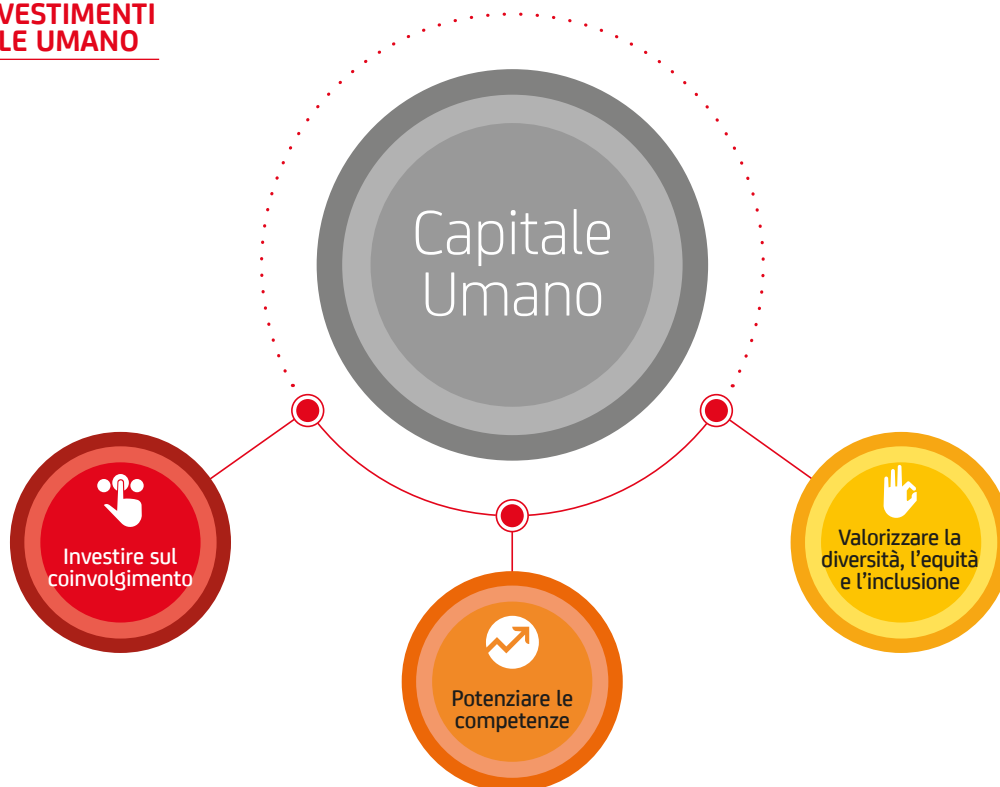 VESTIMENTI
LE UMANO
Capitale
Umano
Investire sul
coinvolgimento
Potenziare le
competenze
Valorizzare la
diversità, l'equità
e l'inclusione